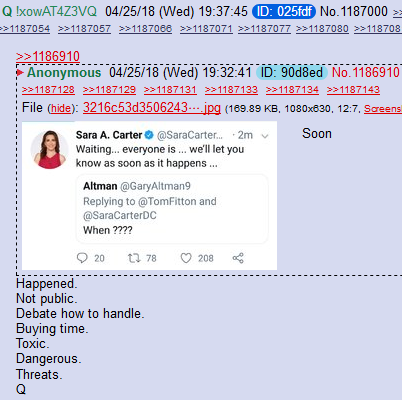 Q !xowAT4Z3VQ 04/25/18 (Wed) 19:37:45 ID: 025fdf No.1187000 >>
>>1187054 >>1187057 >>1187066 >>1187071 >>1187077 >>1187080 >>118708
>>1186910
Anonymous 04/25/18 (Wed) 19:32:41 ID: 90d8ed No.1186910
>>1187128 >>1187129 >>1187131 >>1187133 >>1187134 >>1187143
File (hide): 3216c53d3506243⋯.jpg (169.89 KB, 1080x630, 12:7, Screens
Soon
Sara A. Carter @SaraCarter... · 2m
Waiting... everyone is ... we'll let you
know as soon as it happens ...
Altman @GaryAltman9
Replying to @TomFitton and
@SaraCarterDC
When ????
20 78 208
Happened.
Not public.
Debate how to handle.
Buying time.
Toxic.
Dangerous.
Threats.
Q